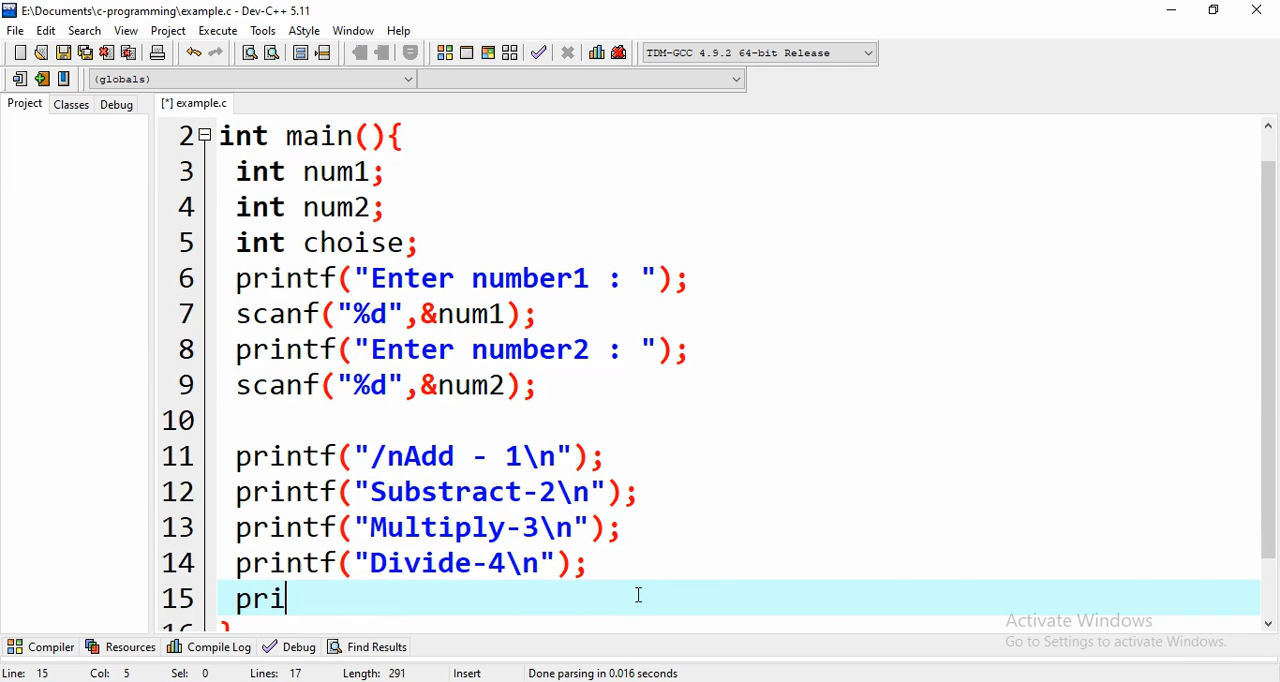 E:\Documents\c-programming\example.c - Dev-C++ 5.11
File Edit Search View Project Execute Tools AStyle Window Help
TDM-GCC 4.9.2 64-bit Release
(globals)
Project Classes Debug [*] example.c
2 int main(){
3 int num1;
4 int num2;
5 int choise;
6 printf("Enter number1 : ");
7 scanf("%d",&num1);
8 printf("Enter number2 : ");
9 scanf("%d",&num2);
10
11 printf("/nAdd - 1\n");
12 printf("Substract-2\n");
13 printf("Multiply-3\n");
14 printf("Divide-4\n");
15 pri
16 }
Activate Windows
Go to Settings to activate Windows.
Compiler Resources Compile Log Debug Find Results
Line: 15 Col: 5 Sel: 0 Lines: 17 Length: 291 Insert Done parsing in 0.016 seconds